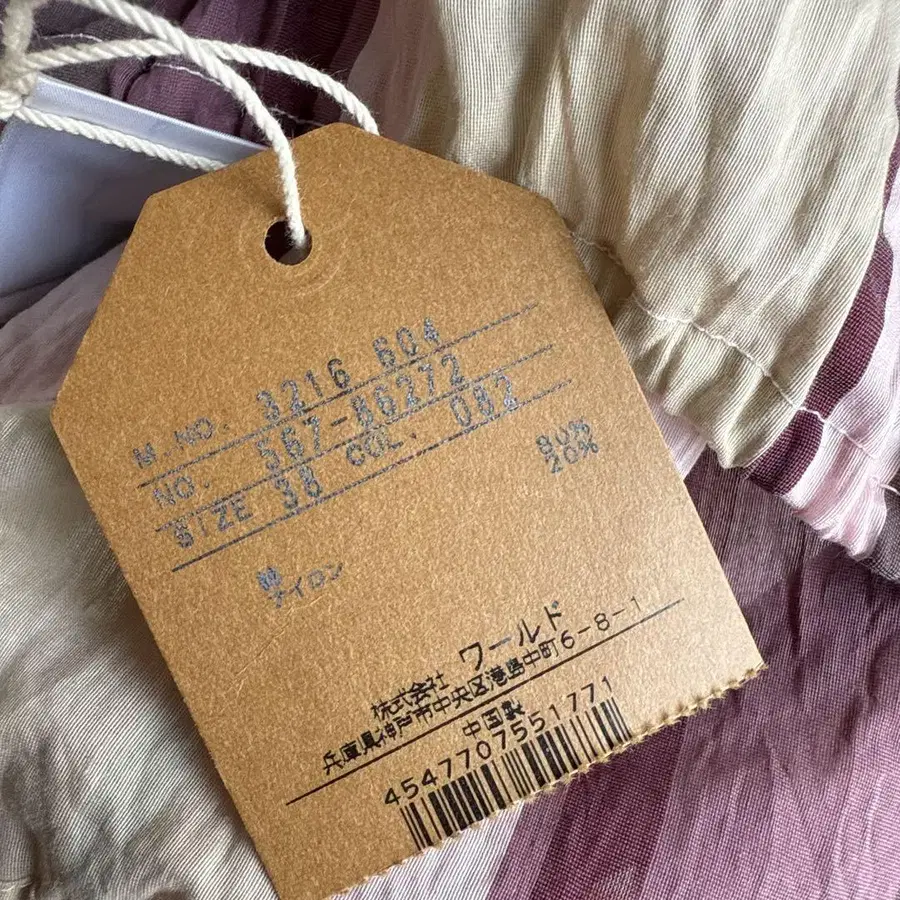 M.NO. 3216 604
NO. 567-86272
SIZE 38 COL. 082
綿 80%
ナイロン 20%
株式会社 ワールド
兵庫県神戸市中央区港島中町6-8-1
中国製
4547707551771